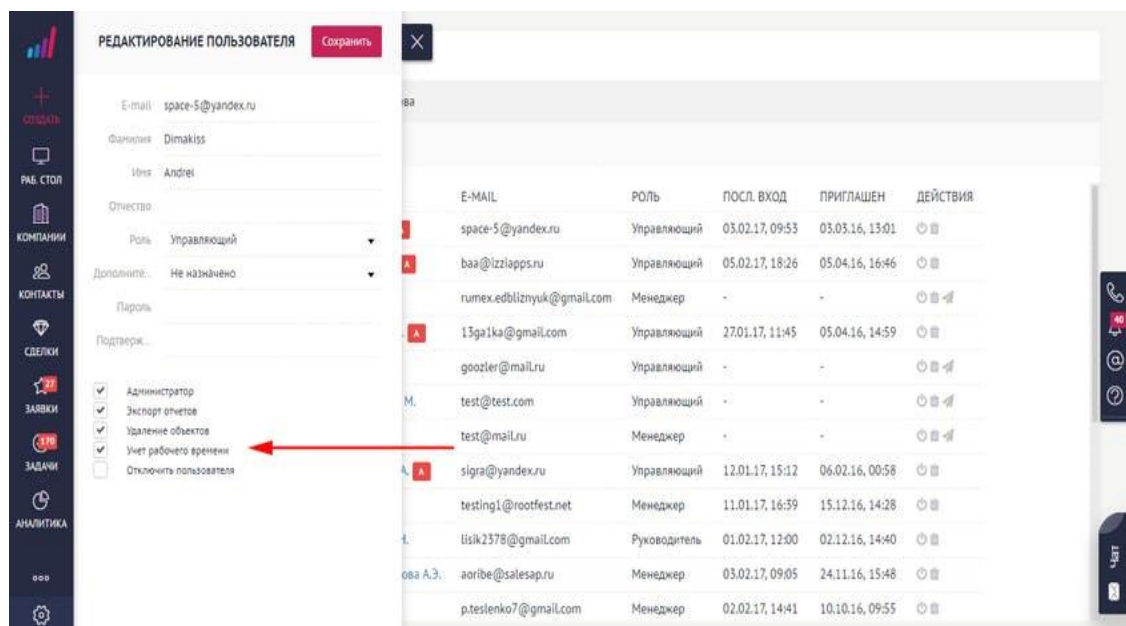 РЕДАКТИРОВАНИЕ ПОЛЬЗОВАТЕЛЯ Сохранить
E-mail space-5@yandex.ru
Фамилия Dimakiss
Имя Andrei
Отчество
Роль Управляющий
Дополните... Не назначено
Пароль
Подтверж...
Администратор
Экспорт отчетов
Удаление объектов
Учет рабочего времени
Отключить пользователя
СОЗДАТЬ
РАБ. СТОЛ
КОМПАНИИ
КОНТАКТЫ
СДЕЛКИ
27
ЗАЯВКИ
170
ЗАДАЧИ
АНАЛИТИКА
ова
E-MAIL РОЛЬ ПОСЛ. ВХОД ПРИГЛАШЕН ДЕЙСТВИЯ
space-5@yandex.ru Управляющий 03.02.17, 09:53 03.03.16, 13:01
А baa@izziapps.ru Управляющий 05.02.17, 18:26 05.04.16, 16:46
rumex.edbliznyuk@gmail.com Менеджер - -
. А 13ga1ka@gmail.com Управляющий 27.01.17, 11:45 05.04.16, 14:59
goozler@mail.ru Управляющий - -
М. test@test.com Управляющий - -
test@mail.ru Менеджер - -
А. А sigra@yandex.ru Управляющий 12.01.17, 15:12 06.02.16, 00:58
testing1@rootfest.net Менеджер 11.01.17, 16:39 15.12.16, 14:28
Н. lisik2378@gmail.com Руководитель 01.02.17, 12:00 02.12.16, 14:40
ова А.Э. aoribe@salesap.ru Менеджер 03.02.17, 09:05 24.11.16, 15:48
p.teslenko7@gmail.com Менеджер 02.02.17, 14:41 10.10.16, 09:55
40
Чат